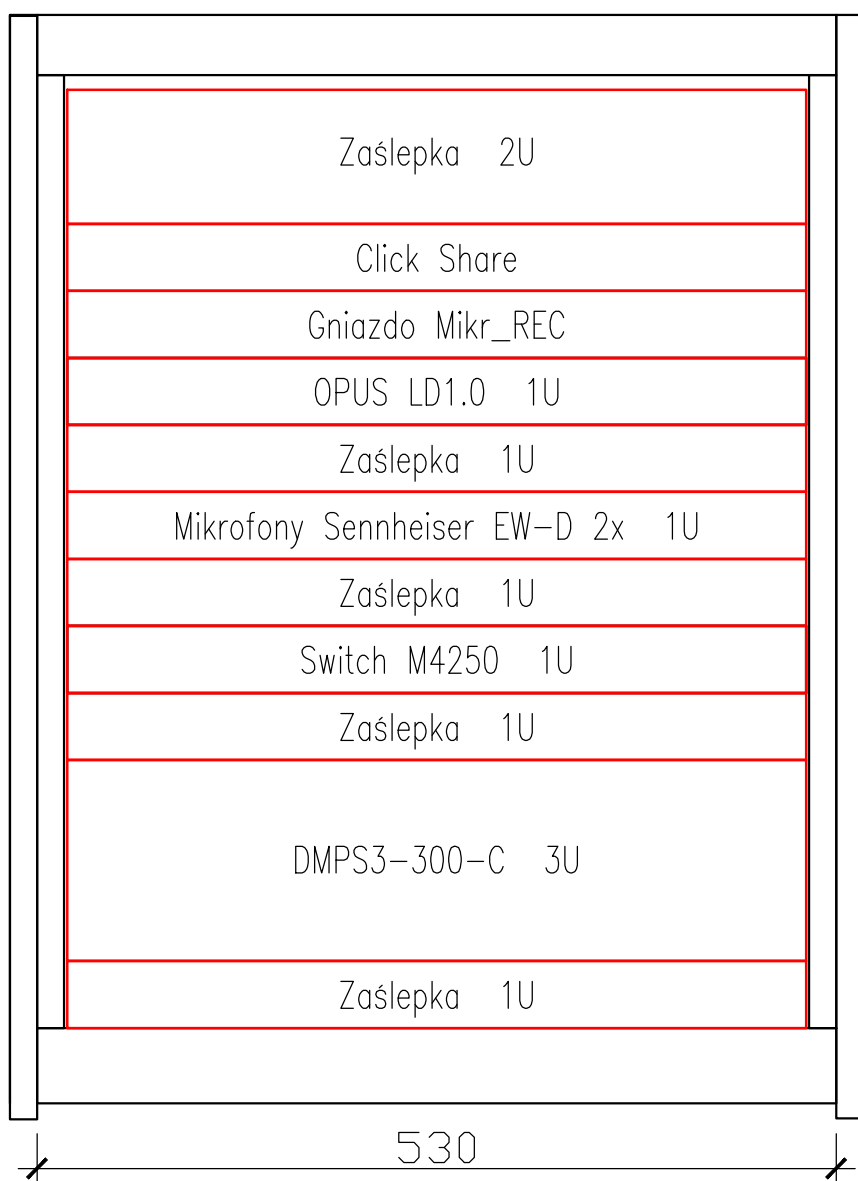 Zaślepka 2U
Click Share
Gniazdo Mikr_REC
OPUS LD1.0 1U
Zaślepka 1U
Mikrofony Sennheiser EW-D 2x 1U
Zaślepka 1U
Switch M4250 1U
Zaślepka 1U
DMPS3-300-C 3U
Zaślepka 1U
530